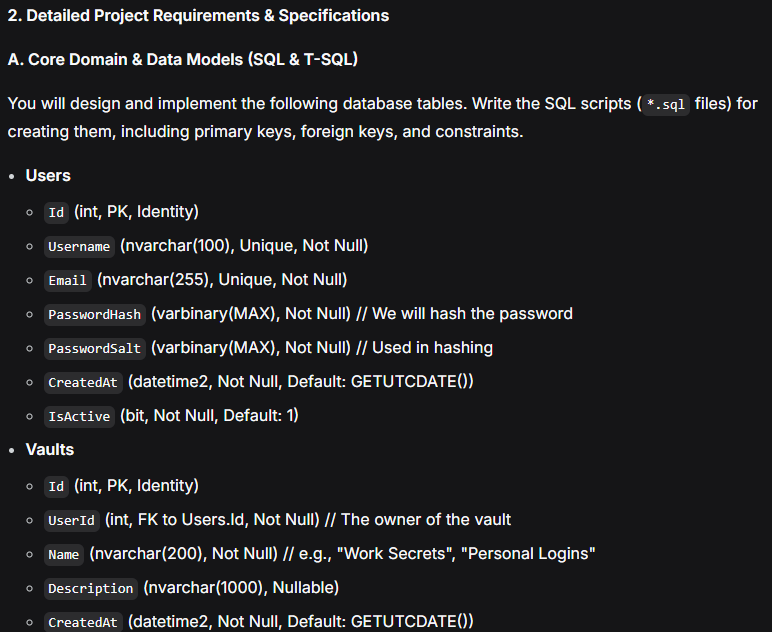 2. Detailed Project Requirements & Specifications
A. Core Domain & Data Models (SQL & T-SQL)
You will design and implement the following database tables. Write the SQL scripts ( *.sql files) for
creating them, including primary keys, foreign keys, and constraints.
• Users
○ Id (int, PK, Identity)
○ Username (nvarchar(100), Unique, Not Null)
○ Email (nvarchar(255), Unique, Not Null)
○ PasswordHash (varbinary(MAX), Not Null) // We will hash the password
○ PasswordSalt (varbinary(MAX), Not Null) // Used in hashing
○ CreatedAt (datetime2, Not Null, Default: GETUTCDATE())
○ IsActive (bit, Not Null, Default: 1)
• Vaults
○ Id (int, PK, Identity)
○ UserId (int, FK to Users.Id, Not Null) // The owner of the vault
○ Name (nvarchar(200), Not Null) // e.g., "Work Secrets", "Personal Logins"
○ Description (nvarchar(1000), Nullable)
○ CreatedAt (datetime2, Not Null, Default: GETUTCDATE())